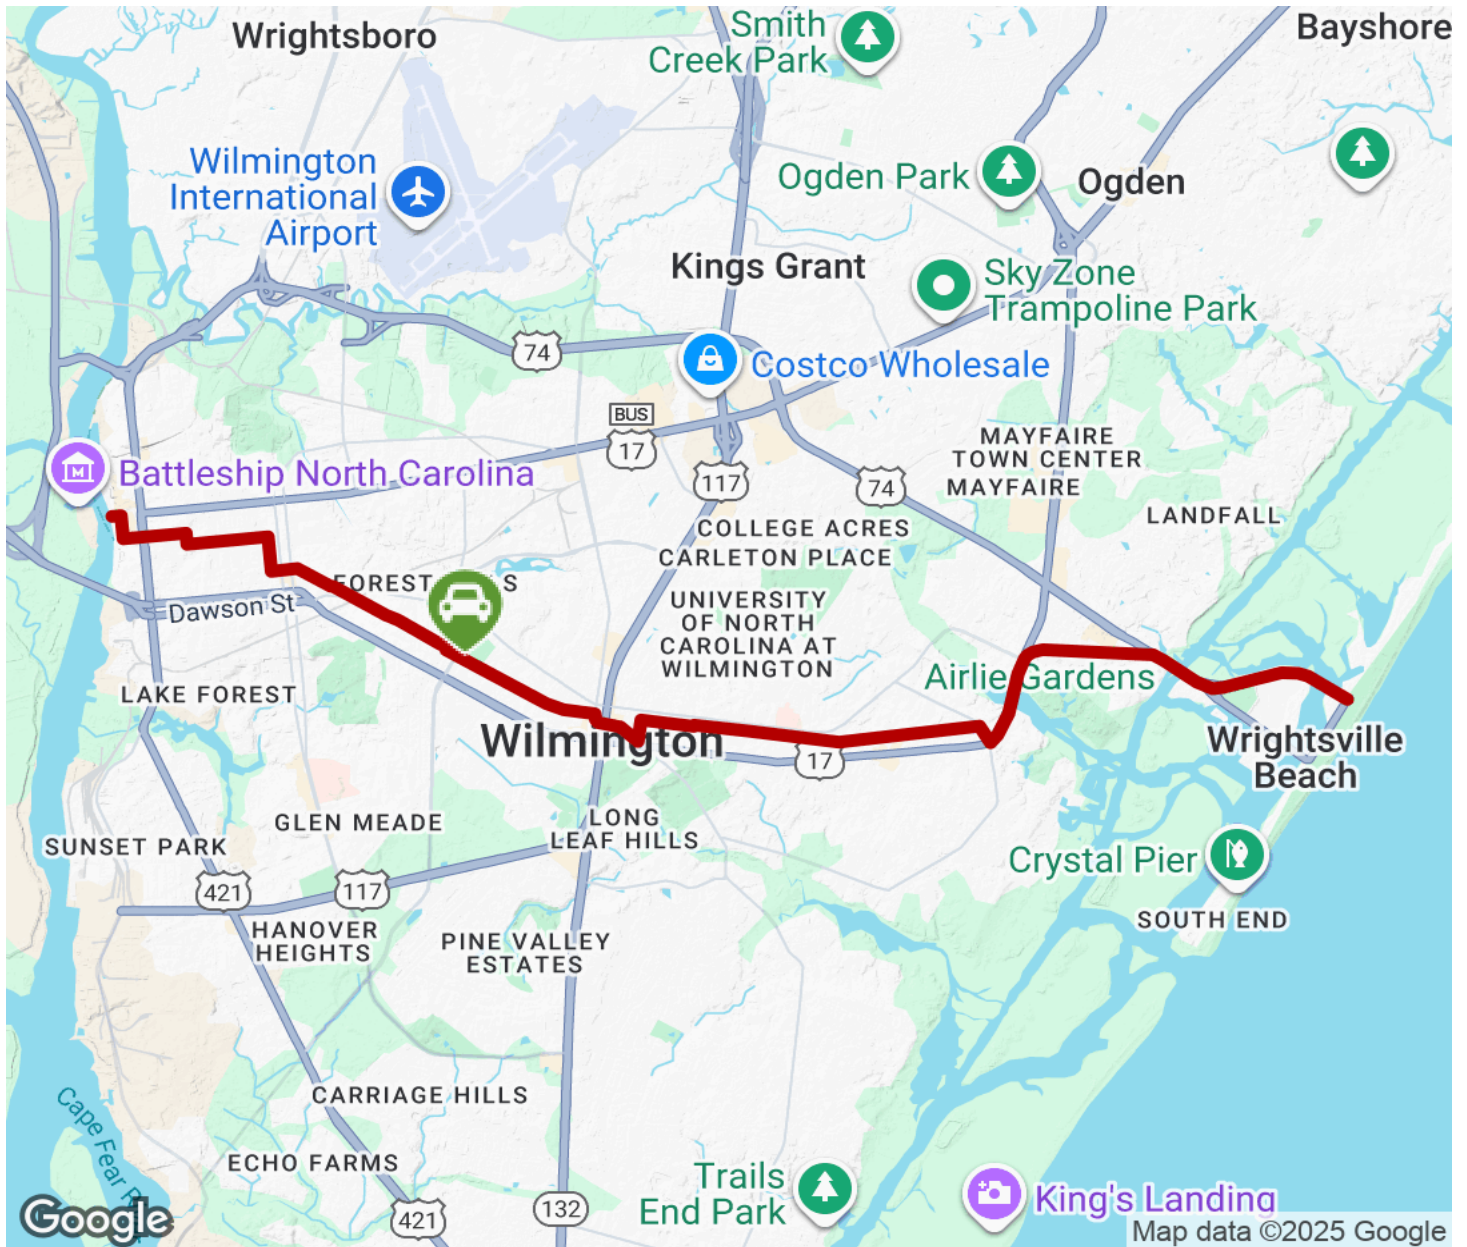 Wrightsboro
Smith
Creek Park
Bayshore
Wilmington
International
Airport
Ogden Park
Ogden
Kings Grant
Sky Zone
Trampoline Park
74
Costco Wholesale
BUS
17
MAYFAIRE
TOWN CENTER
MAYFAIRE
Battleship North Carolina
117
74
LANDFALL
COLLEGE ACRES
CARLETON PLACE
FOREST
S
Dawson St
UNIVERSITY
OF NORTH
CAROLINA AT
WILMINGTON
LAKE FOREST
Airlie Gardens
Wilmington
17
Wrightsville
Beach
GLEN MEADE
LONG
LEAF HILLS
SUNSET PARK
Crystal Pier
421
117
SOUTH END
HANOVER
HEIGHTS
PINE VALLEY
ESTATES
CARRIAGE HILLS
Cape Fear R
ECHO FARMS
Trails
End Park
King's Landing
421
132
Google
Map data ©2025 Google